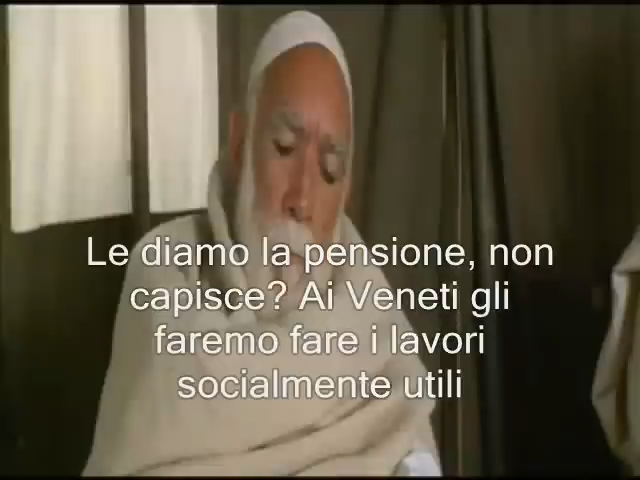 Le diamo la pensione, non
capisce? Ai Veneti gli
faremo fare i lavori
socialmente utili